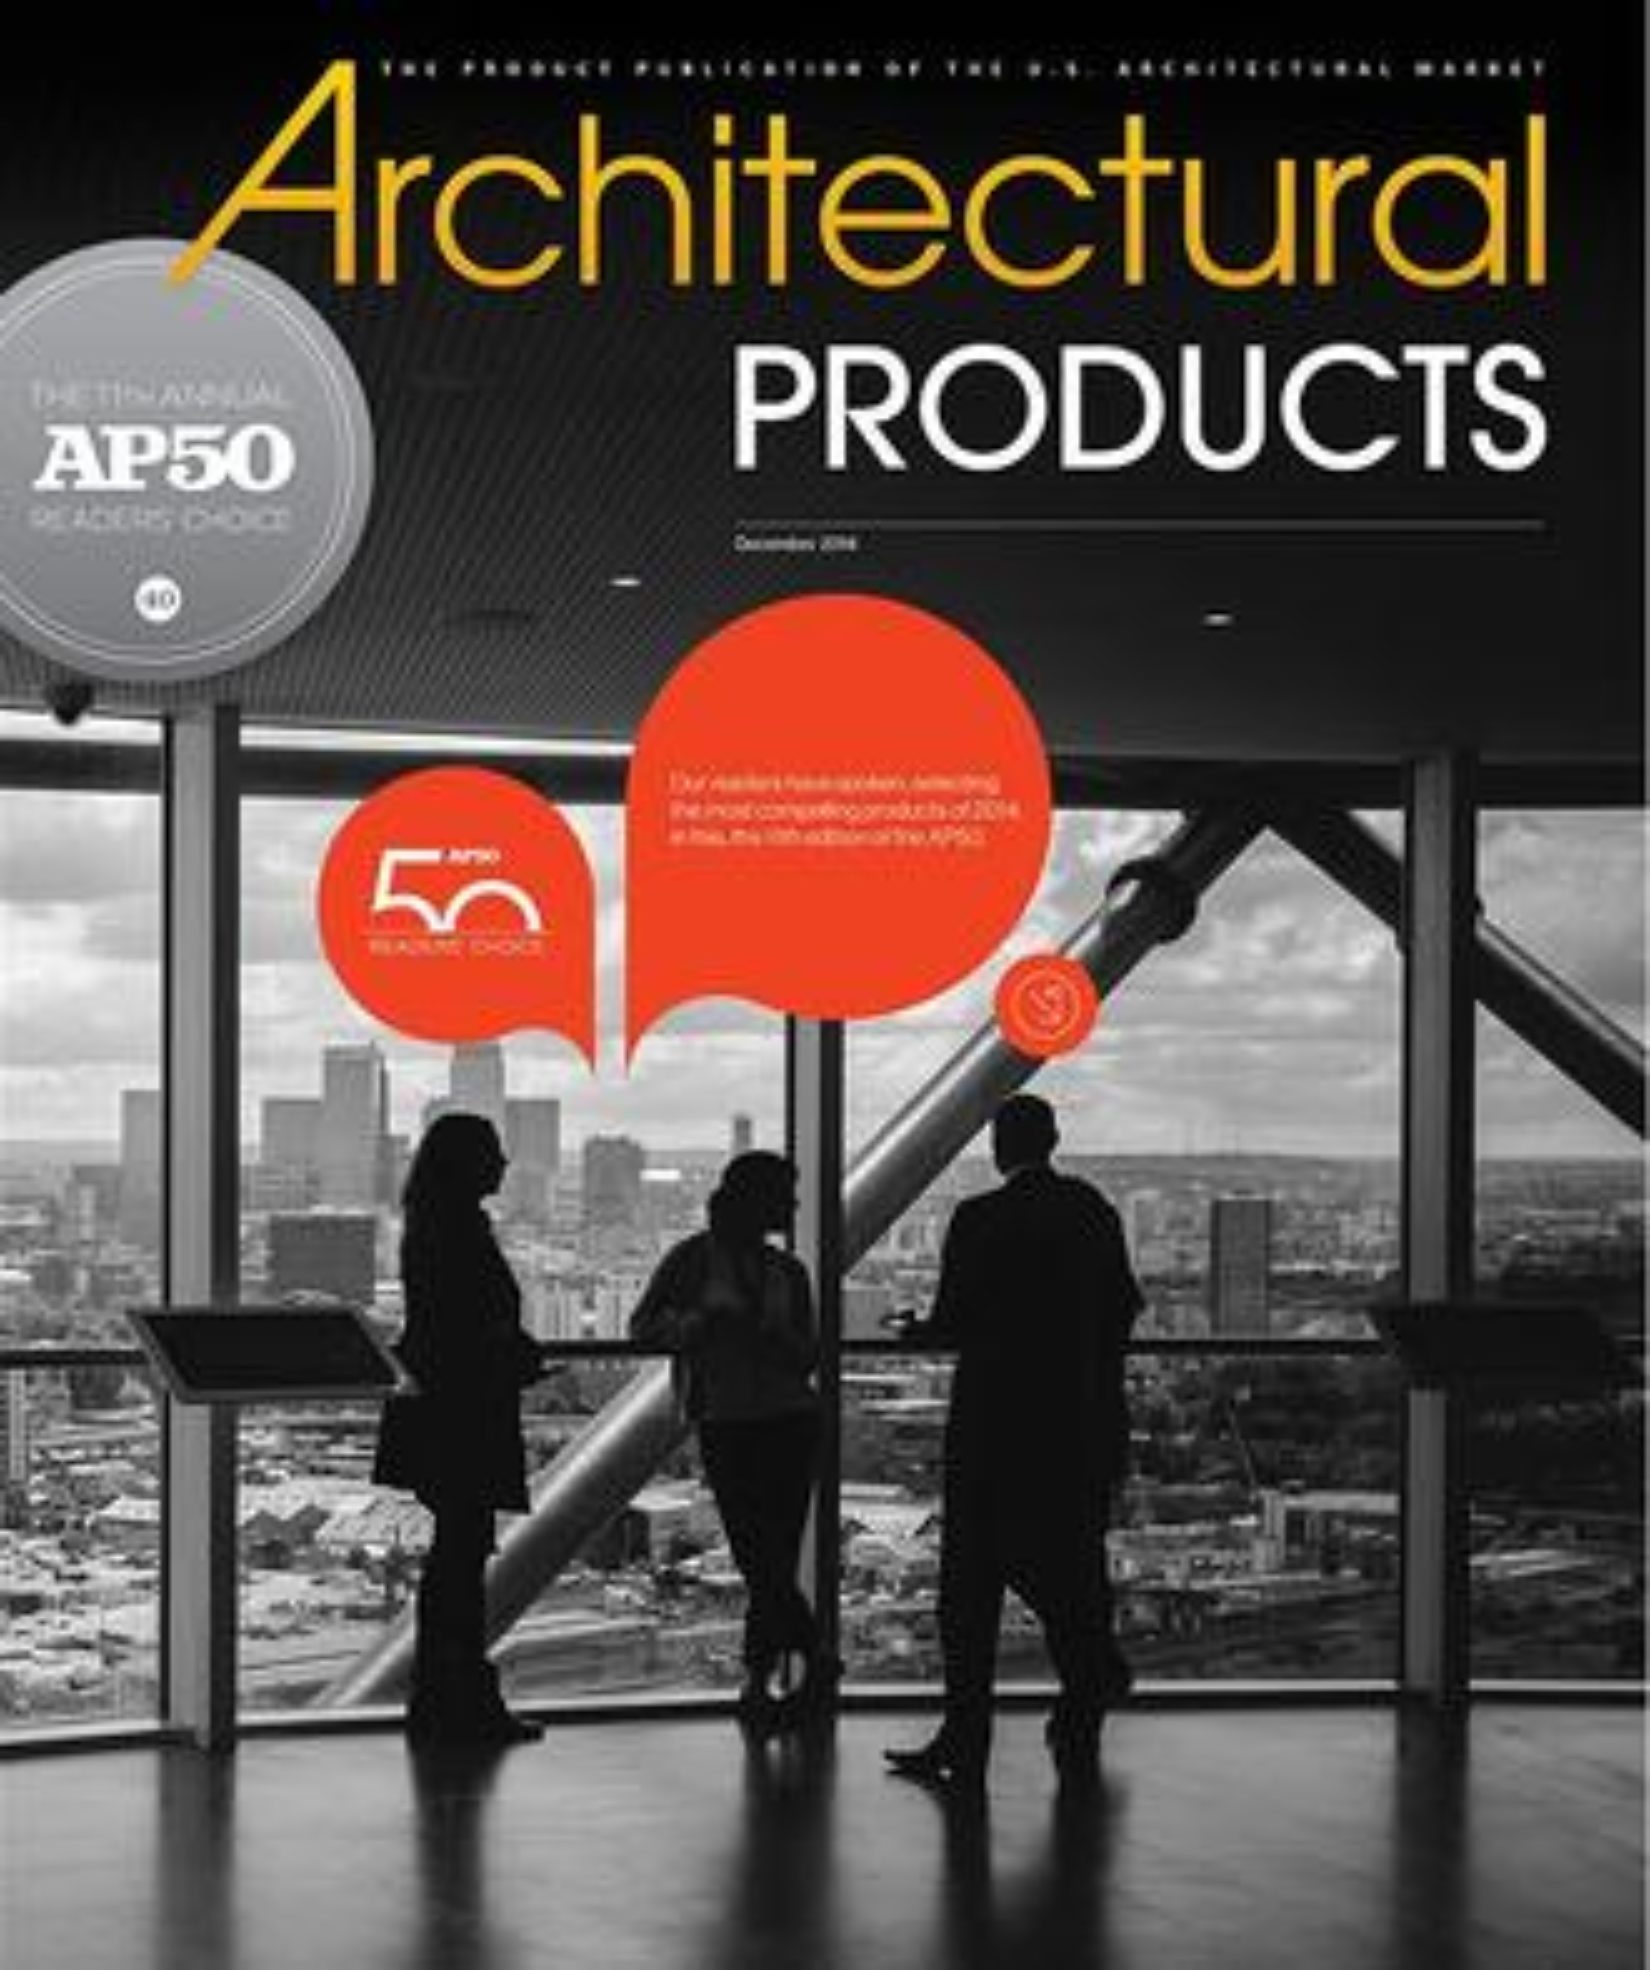 THE PRODUCT PUBLICATION OF THE U.S. ARCHITECTURAL MARKET
Architectural
PRODUCTS
THE 11TH ANNUAL
AP50
READERS' CHOICE
40
December 2014
Our readers have spoken, selecting
the most compelling products of 2014
in this, the 11th edition of the AP50.
50 AP50
READERS' CHOICE